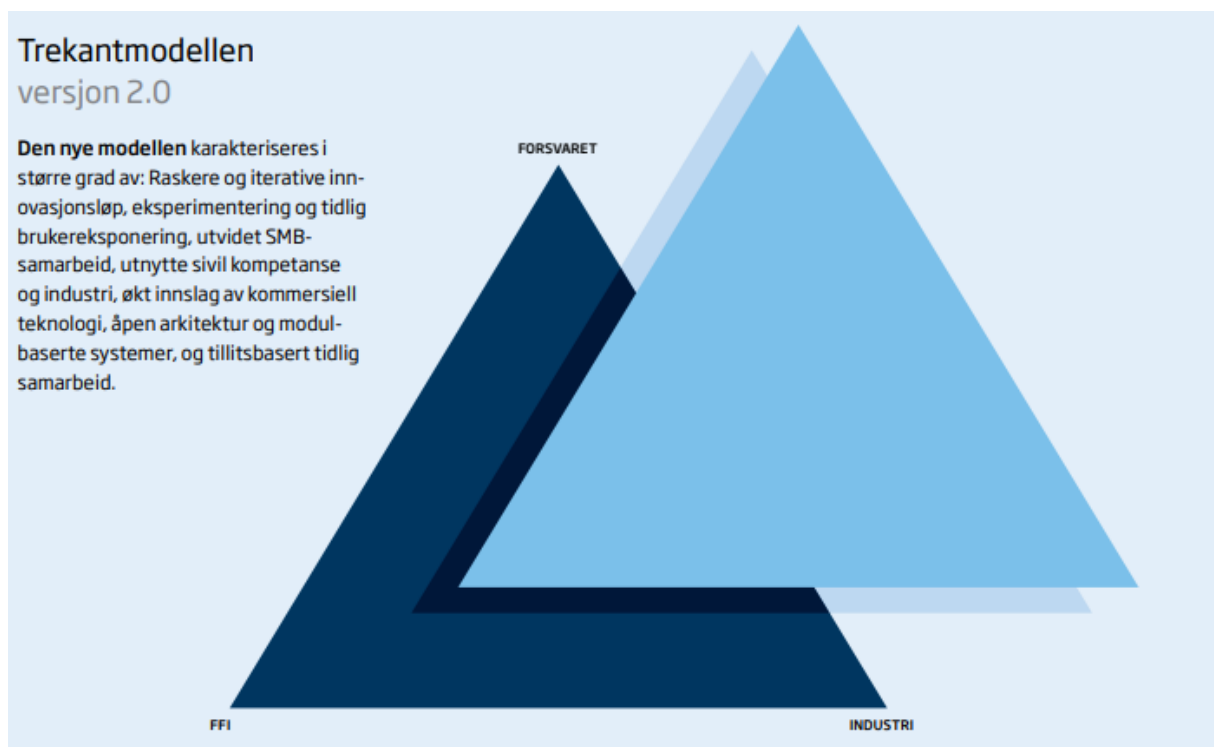 Trekantmodellen
versjon 2.0
Den nye modellen karakteriseres i
større grad av: Raskere og iterative inn-
ovasjonsløp, eksperimentering og tidlig
brukereksponering, utvidet SMB-
samarbeid, utnytte sivil kompetanse
og industri, økt innslag av kommersiell
teknologi, åpen arkitektur og modul-
baserte systemer, og tillitsbasert tidlig
samarbeid.
FORSVARET
FFI
INDUSTRI